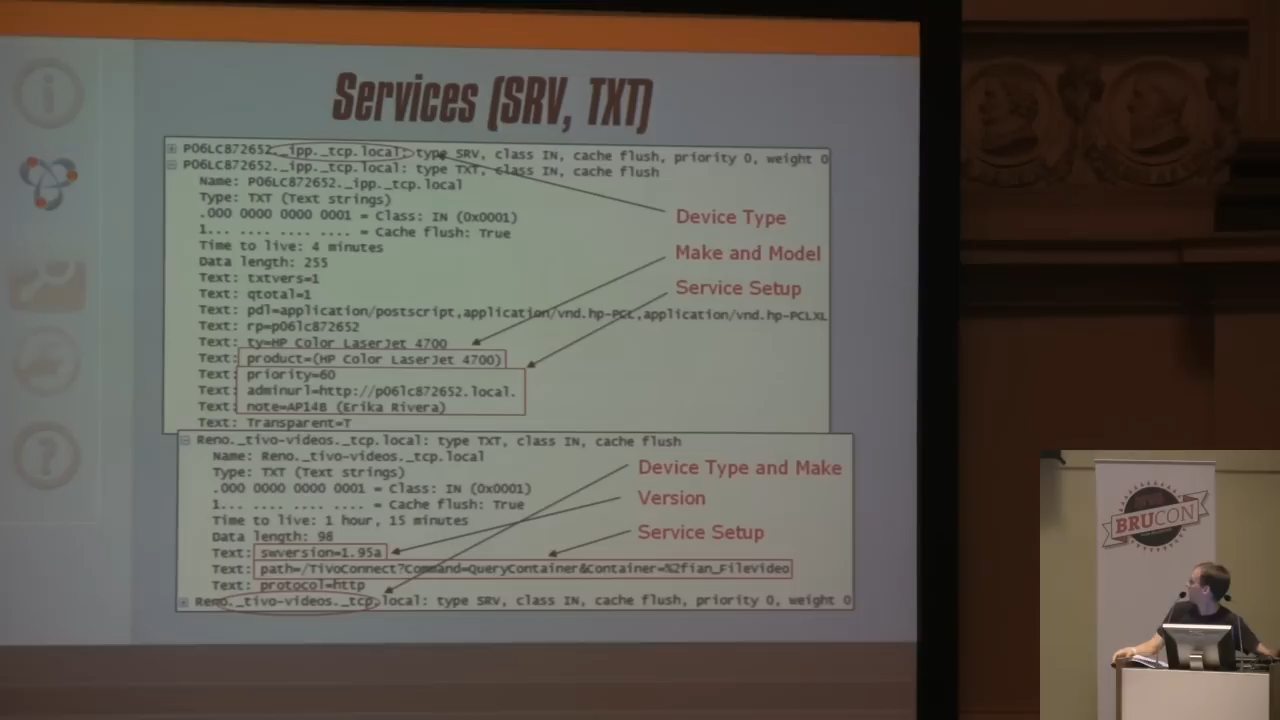 Services (SRV, TXT)
P06LC872652._ipp._tcp.local: type SRV, class IN, cache flush, priority 0, weight 0
P06LC872652._ipp._tcp.local: type TXT, class IN, cache flush
Name: P06LC872652._ipp._tcp.local
Type: TXT (Text strings)
.000 0000 0000 0001 = Class: IN (0x0001)
1... .... .... .... = Cache flush: True
Time to live: 4 minutes
Data length: 255
Text: txtvers=1
Text: qtotal=1
Text: pdl=application/postscript,application/vnd.hp-PCL,application/vnd.hp-PCLXL
Text: rp=p06lc872652
Text: ty=HP Color LaserJet 4700
Text: product=(HP Color LaserJet 4700)
Text: priority=60
Text: adminurl=http://p06lc872652.local.
Text: note=AP14B (Erika Rivera)
Text: Transparent=T
Device Type
Make and Model
Service Setup
Reno._tivo-videos._tcp.local: type TXT, class IN, cache flush
Name: Reno._tivo-videos._tcp.local
Type: TXT (Text strings)
.000 0000 0000 0001 = Class: IN (0x0001)
1... .... .... .... = Cache flush: True
Time to live: 1 hour, 15 minutes
Data length: 98
Text: swversion=1.95a
Text: path=/TivoConnect?Command=QueryContainer&Container=%2fian_FileVideo
Text: protocol=http
Reno._tivo-videos._tcp.local: type SRV, class IN, cache flush, priority 0, weight 0
Device Type and Make
Version
Service Setup
BRUCON